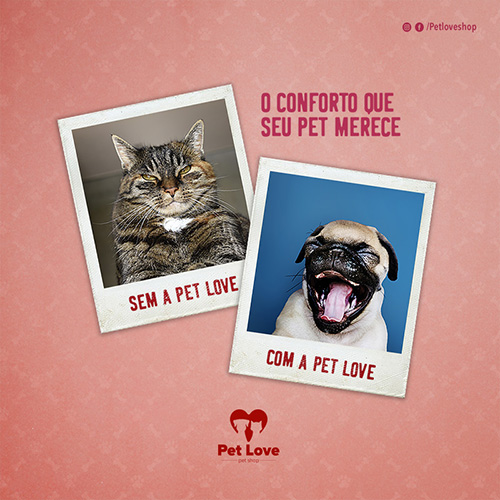 /Petloveshop
O CONFORTO QUE
SEU PET MERECE
SEM A PET LOVE
COM A PET LOVE
Pet Love
pet shop